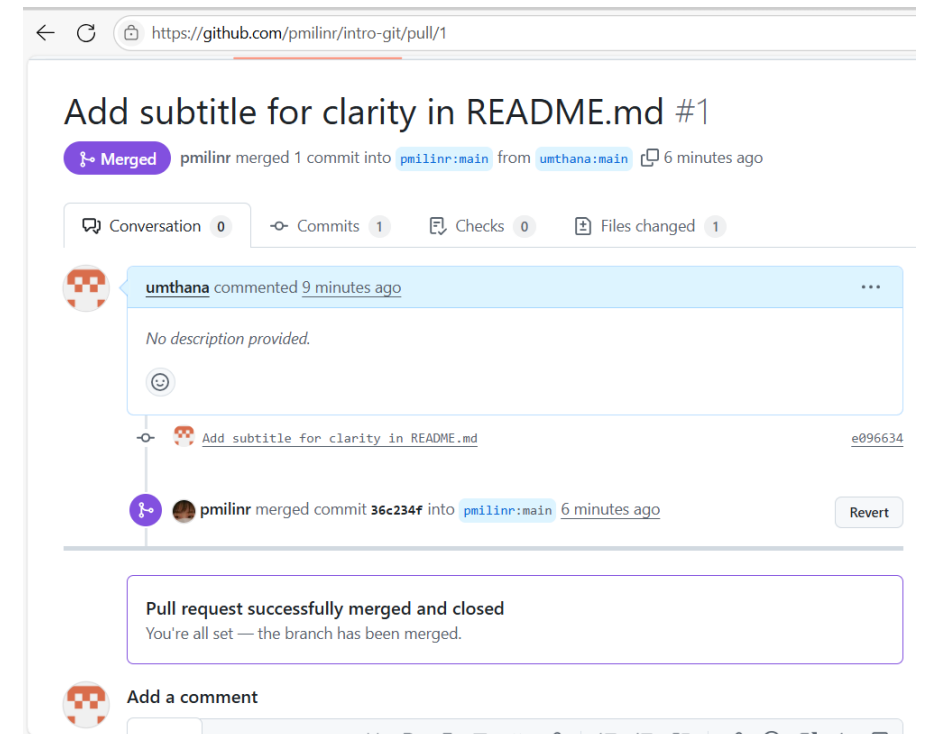 https://github.com/pmilinr/intro-git/pull/1
Add subtitle for clarity in README.md #1
Merged pmilinr merged 1 commit into pmilinr:main from umthana:main 6 minutes ago
Conversation 0 Commits 1 Checks 0 Files changed 1
umthana commented 9 minutes ago
No description provided.
Add subtitle for clarity in README.md e096634
pmilinr merged commit 36c234f into pmilinr:main 6 minutes ago Revert
Pull request successfully merged and closed
You're all set — the branch has been merged.
Add a comment